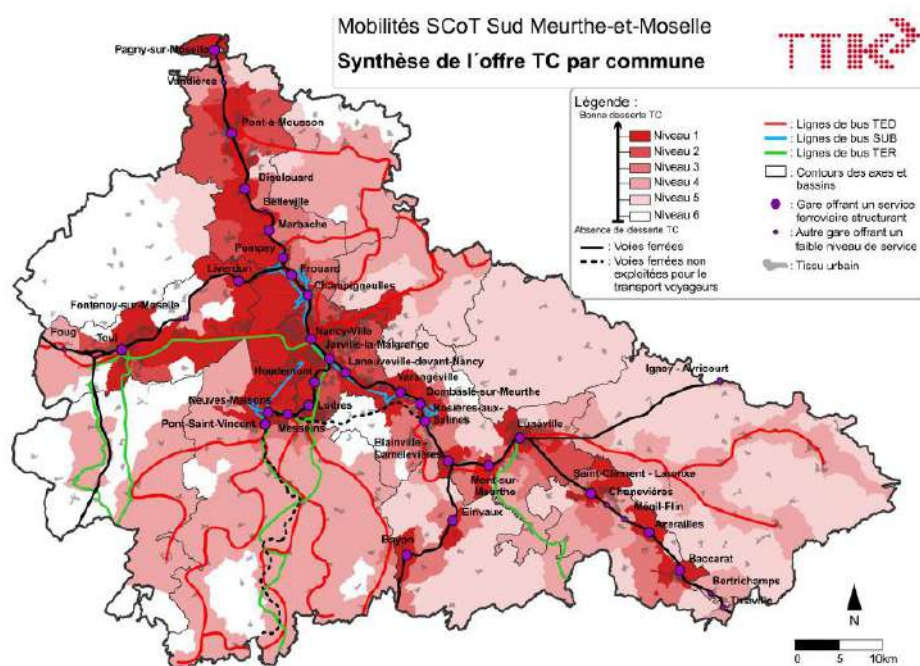 Mobilités SCoT Sud Meurthe-et-Moselle
Synthèse de l´offre TC par commune
TTK
Légende :
Bonne desserte TC
Niveau 1
Niveau 2
Niveau 3
Niveau 4
Niveau 5
Niveau 6
Absence de desserte TC
: Voies ferrées
: Voies ferrées non
exploitées pour le
transport voyageurs
: Lignes de bus TED
: Lignes de bus SUB
: Lignes de bus TER
: Contours des axes et
bassins
: Gare offrant un service
ferroviaire structurant
: Autre gare offrant un
faible niveau de service
: Tissu urbain
Pagny-sur-Moselle
Vandières
Pont-à-Mousson
Dieulouard
Belleville
Marbache
Pompey
Liverdun
Frouard
Champigneulles
Fontenoy-sur-Moselle
Foug
Toul
Nancy-Ville
Jarville-la-Malgrange
Laneuveville-devant-Nancy
Houdemont
Varangéville
Dombasle-sur-Meurthe
Rosières-aux-
Salines
Neuves-Maisons
Ludres
Pont-Saint-Vincent
Messein
Blainville -
Damelevières
Lunéville
Igney - Avricourt
Mont-sur-
Meurthe
Saint-Clément - Laronxe
Chenevières
Ménil-Flin
Azerailles
Einvaux
Bayon
Baccarat
Bertrichamps
Thiaville
N
0 5 10km